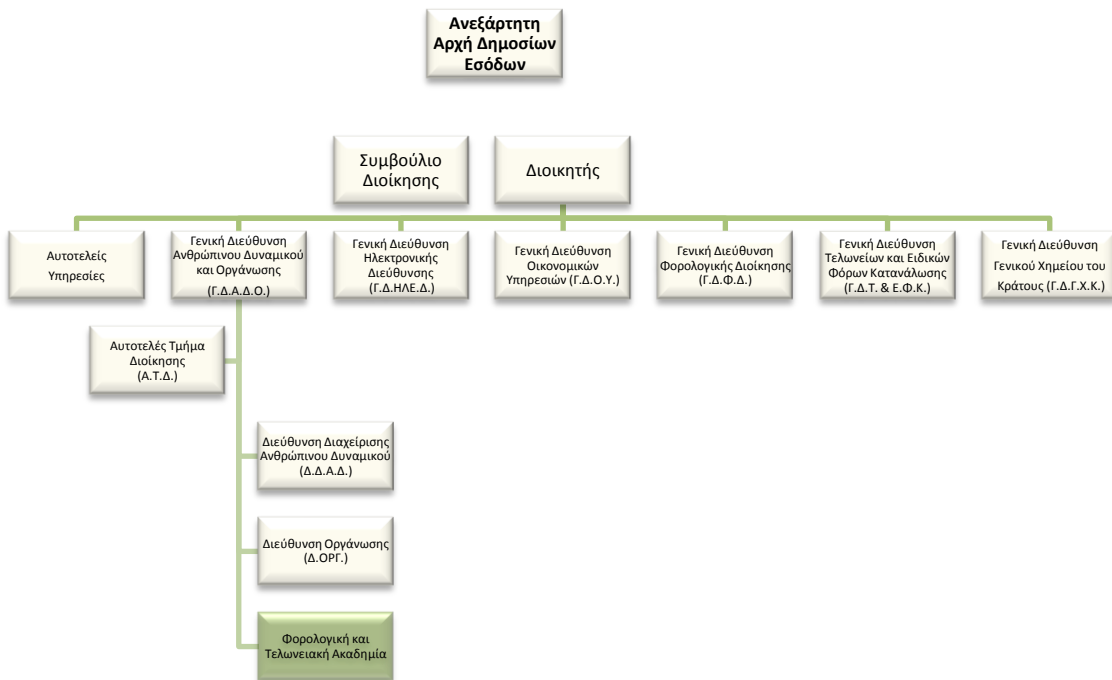 Ανεξάρτητη
Αρχή Δημοσίων
Εσόδων
Συμβούλιο
Διοίκησης
Διοικητής
Αυτοτελείς
Υπηρεσίες
Γενική Διεύθυνση
Ανθρώπινου Δυναμικού
και Οργάνωσης
(Γ.Δ.Α.Δ.Ο.)
Γενική Διεύθυνση
Ηλεκτρονικής
Διεύθυνσης
(Γ.Δ.ΗΛΕ.Δ.)
Γενική Διεύθυνση
Οικονομικών
Υπηρεσιών (Γ.Δ.Ο.Υ.)
Γενική Διεύθυνση
Φορολογικής Διοίκησης
(Γ.Δ.Φ.Δ.)
Γενική Διεύθυνση
Τελωνείων και Ειδικών
Φόρων Κατανάλωσης
(Γ.Δ.Τ. & Ε.Φ.Κ.)
Γενική Διεύθυνση
Γενικού Χημείου του
Κράτους (Γ.Δ.Γ.Χ.Κ.)
Αυτοτελές Τμήμα
Διοίκησης
(Α.Τ.Δ.)
Διεύθυνση Διαχείρισης
Ανθρώπινου Δυναμικού
(Δ.Δ.Α.Δ.)
Διεύθυνση Οργάνωσης
(Δ.ΟΡΓ.)
Φορολογική και
Τελωνειακή Ακαδημία